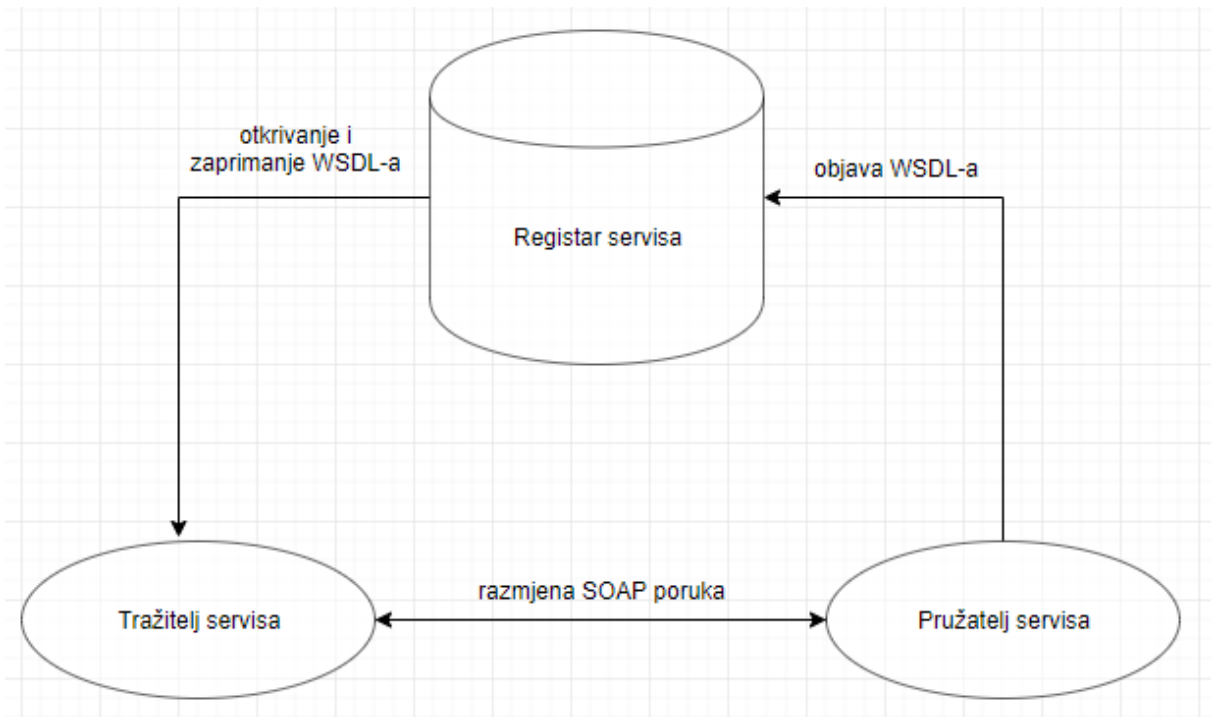 otkrivanje i
zaprimanje WSDL-a
objava WSDL-a
Registar servisa
razmjena SOAP poruka
Tražitelj servisa
Pružatelj servisa